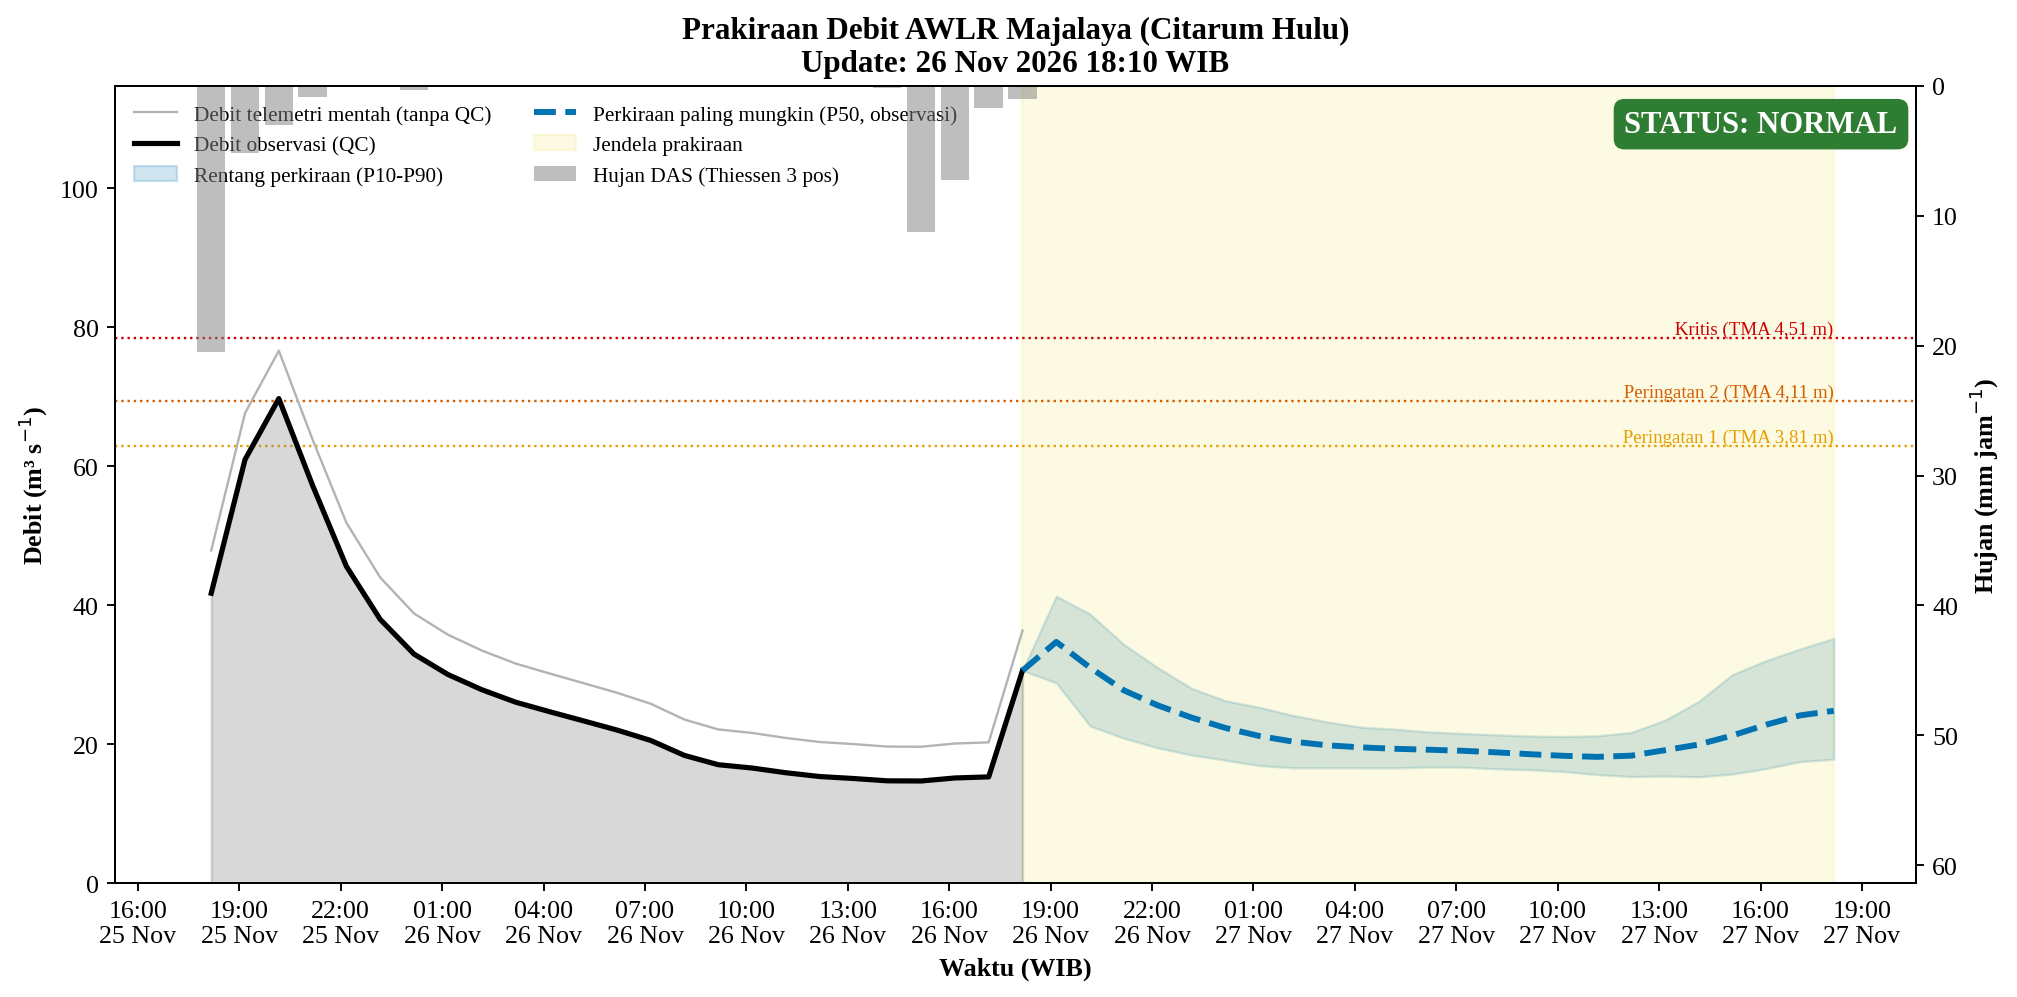 Prakiraan Debit AWLR Majalaya (Citarum Hulu)
Update: 26 Nov 2026 18:10 WIB
Debit telemetri mentah (tanpa QC)
Debit observasi (QC)
Rentang perkiraan (P10-P90)
Perkiraan paling mungkin (P50, observasi)
Jendela prakiraan
Hujan DAS (Thiessen 3 pos)
STATUS: NORMAL
Kritis (TMA 4,51 m)
Peringatan 2 (TMA 4,11 m)
Peringatan 1 (TMA 3,81 m)
Debit (m³ s⁻¹)
100
80
60
40
20
0
Hujan (mm jam⁻¹)
0
10
20
30
40
50
60
16:00 19:00 22:00 01:00 04:00 07:00 10:00 13:00 16:00 19:00 22:00 01:00 04:00 07:00 10:00 13:00 16:00 19:00
25 Nov 25 Nov 25 Nov 26 Nov 26 Nov 26 Nov 26 Nov 26 Nov 26 Nov 26 Nov 26 Nov 27 Nov 27 Nov 27 Nov 27 Nov 27 Nov 27 Nov 27 Nov
Waktu (WIB)